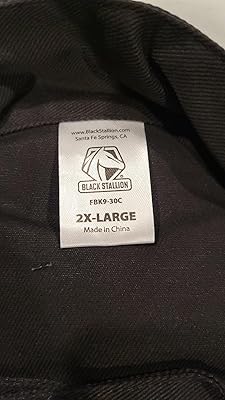 www.BlackStallion.com
Santa Fe Springs, CA
BLACK STALLION
FBK9-30C
2X-LARGE
Made in China